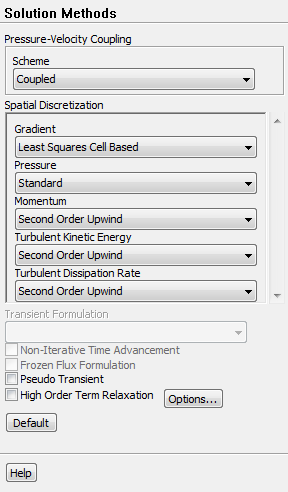 Solution Methods
Pressure-Velocity Coupling
Scheme
Coupled
Spatial Discretization
Gradient
Least Squares Cell Based
Pressure
Standard
Momentum
Second Order Upwind
Turbulent Kinetic Energy
Second Order Upwind
Turbulent Dissipation Rate
Second Order Upwind
Transient Formulation
Non-Iterative Time Advancement
Frozen Flux Formulation
Pseudo Transient
High Order Term Relaxation Options...
Default
Help